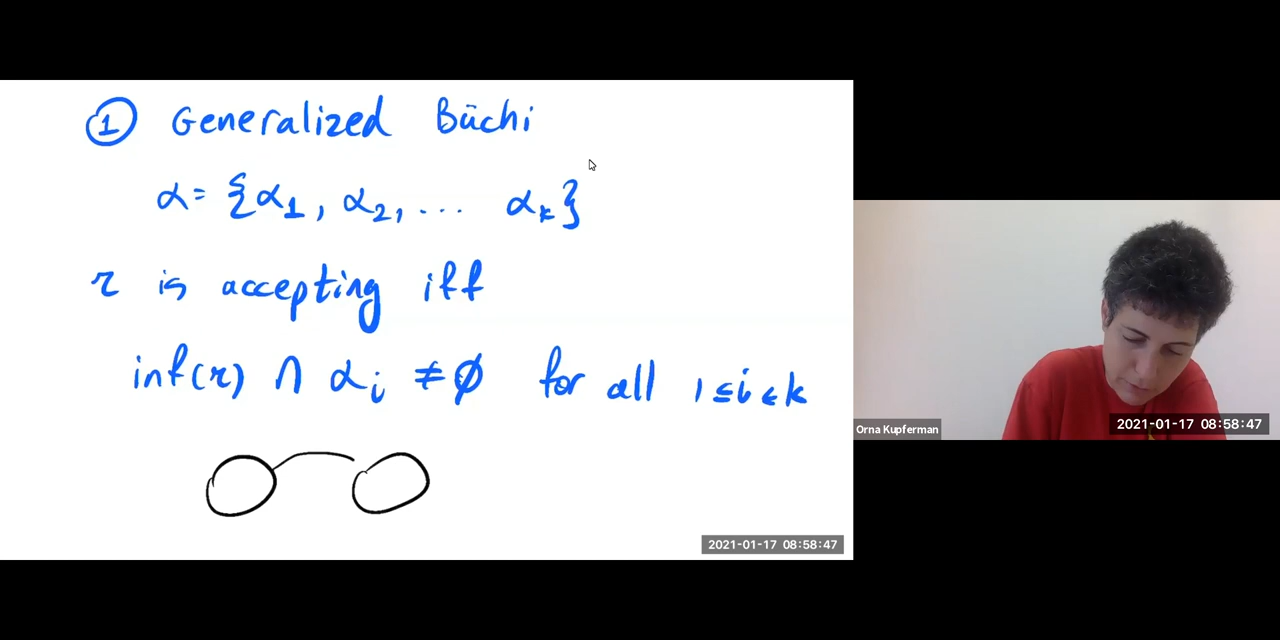 ① Generalized Büchi
α = {α1, α2, ... αk}
r is accepting iff
inf(r) ∩ αi ≠ ∅ for all 1 ≤ i ≤ k
2021-01-17 08:58:47
Orna Kupferman
2021-01-17 08:58:47